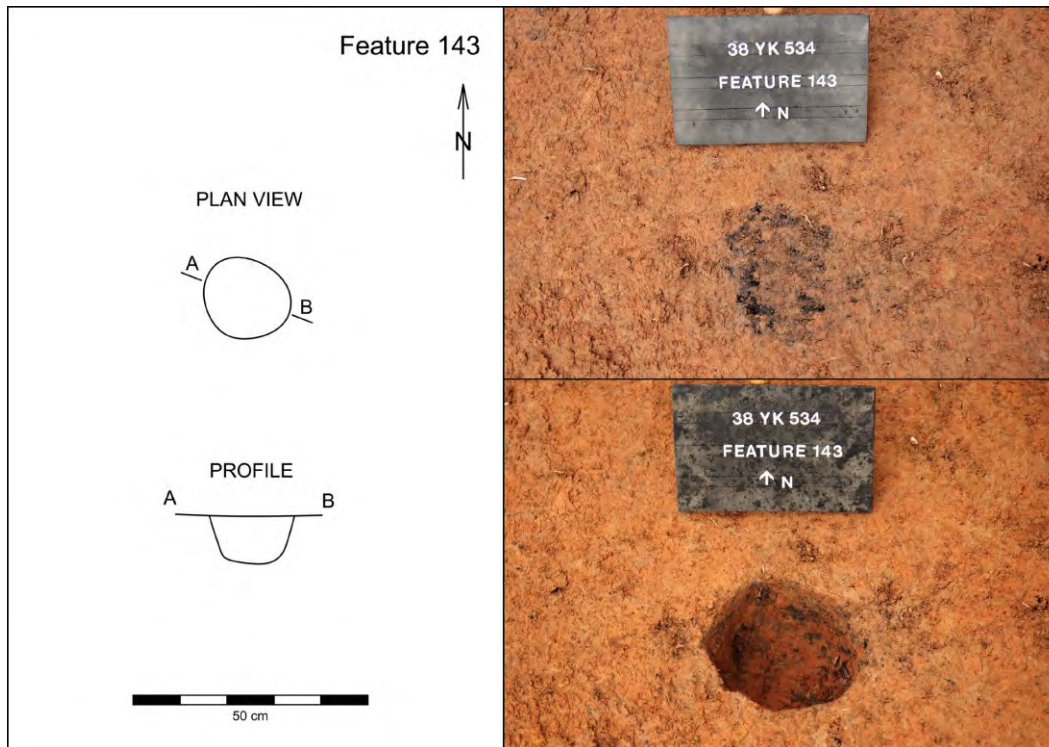 Feature 143
N
PLAN VIEW
A
B
PROFILE
A
B
50 cm
38 YK 534
FEATURE 143
↑ N
38 YK 534
FEATURE 143
↑ N